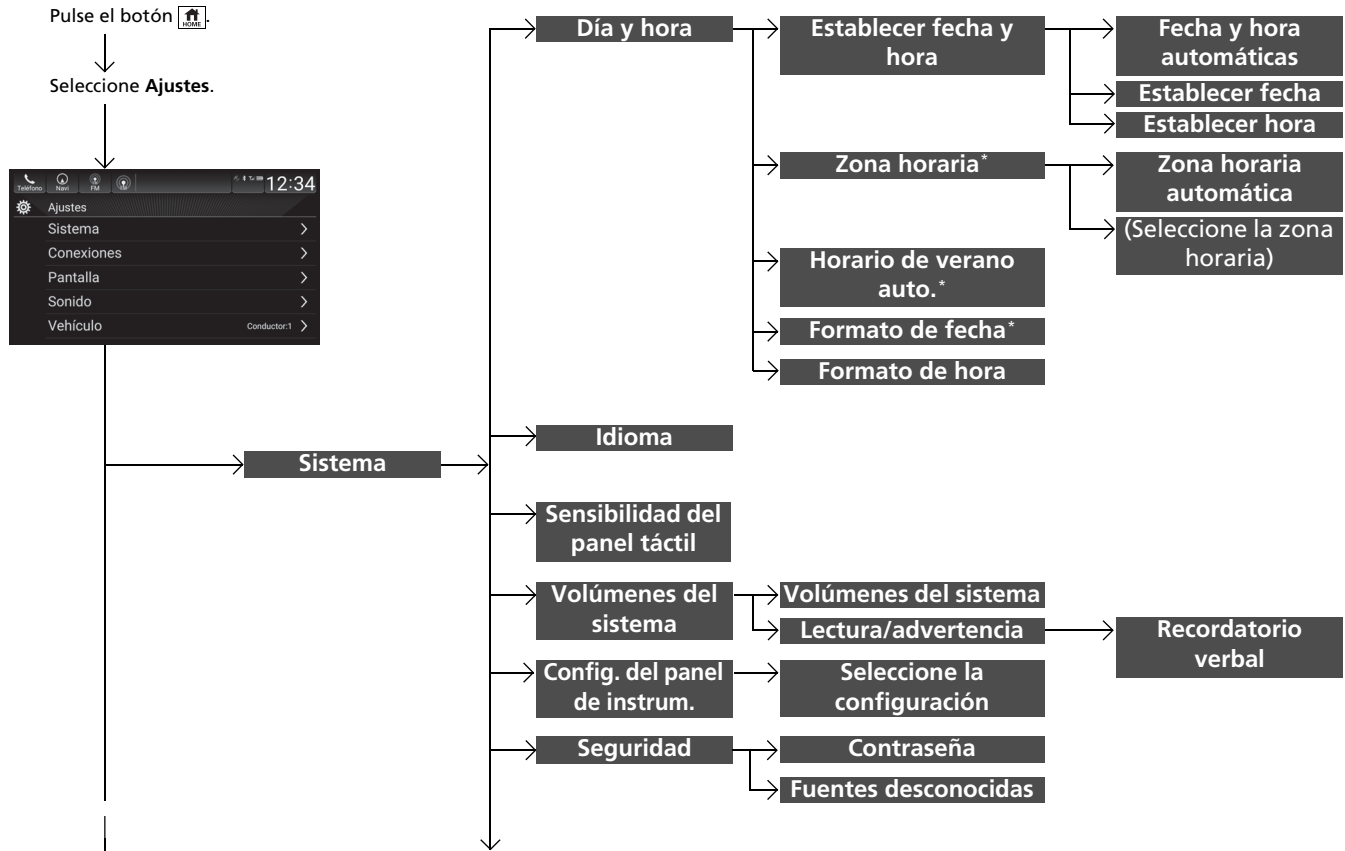 Pulse el botón HOME.
Seleccione Ajustes.
Teléfono
Navi
FM
12:34
Ajustes
Sistema
Conexiones
Pantalla
Sonido
Vehículo
Conductor:1
Sistema
Día y hora
Establecer fecha y
hora
Fecha y hora
automáticas
Establecer fecha
Establecer hora
Zona horaria*
Zona horaria
automática
(Seleccione la zona
horaria)
Horario de verano
auto.*
Formato de fecha*
Formato de hora
Idioma
Sensibilidad del
panel táctil
Volúmenes del
sistema
Volúmenes del sistema
Lectura/advertencia
Recordatorio
verbal
Config. del panel
de instrum.
Seleccione la
configuración
Seguridad
Contraseña
Fuentes desconocidas